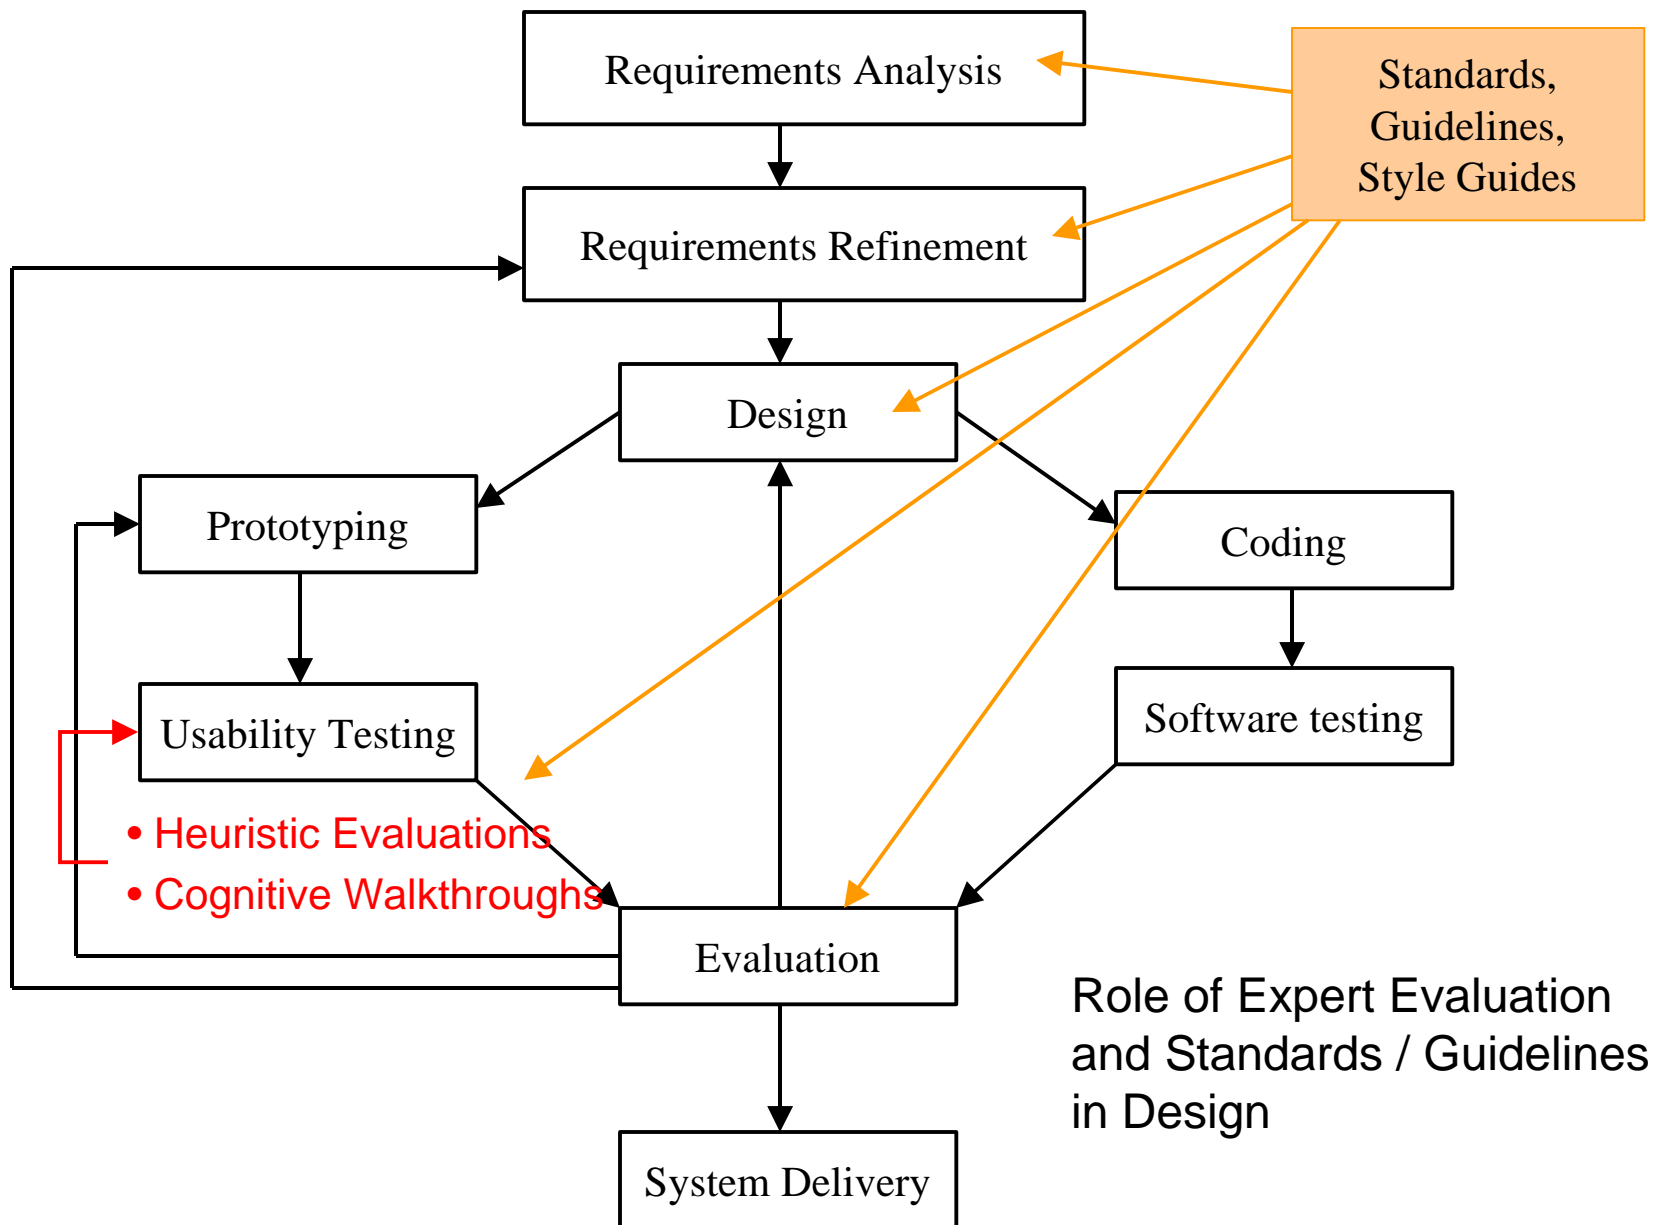 Requirements Analysis
Standards,
Guidelines,
Style Guides
Requirements Refinement
Design
Prototyping
Coding
Usability Testing
Software testing
• Heuristic Evaluations
• Cognitive Walkthroughs
Evaluation
Role of Expert Evaluation
and Standards / Guidelines
in Design
System Delivery